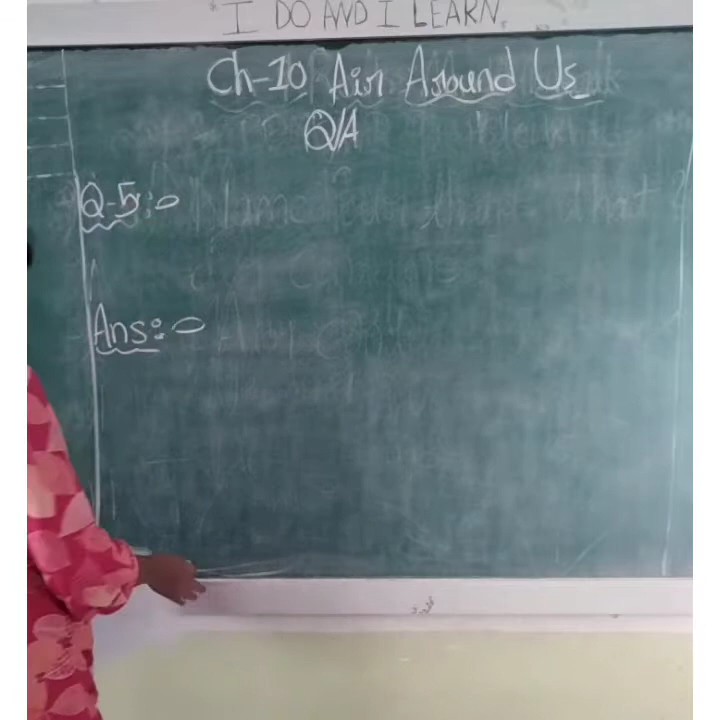 I DO AND I LEARN
Ch-10 Air Around Us
Q/A
Q-5:-
Ans:-